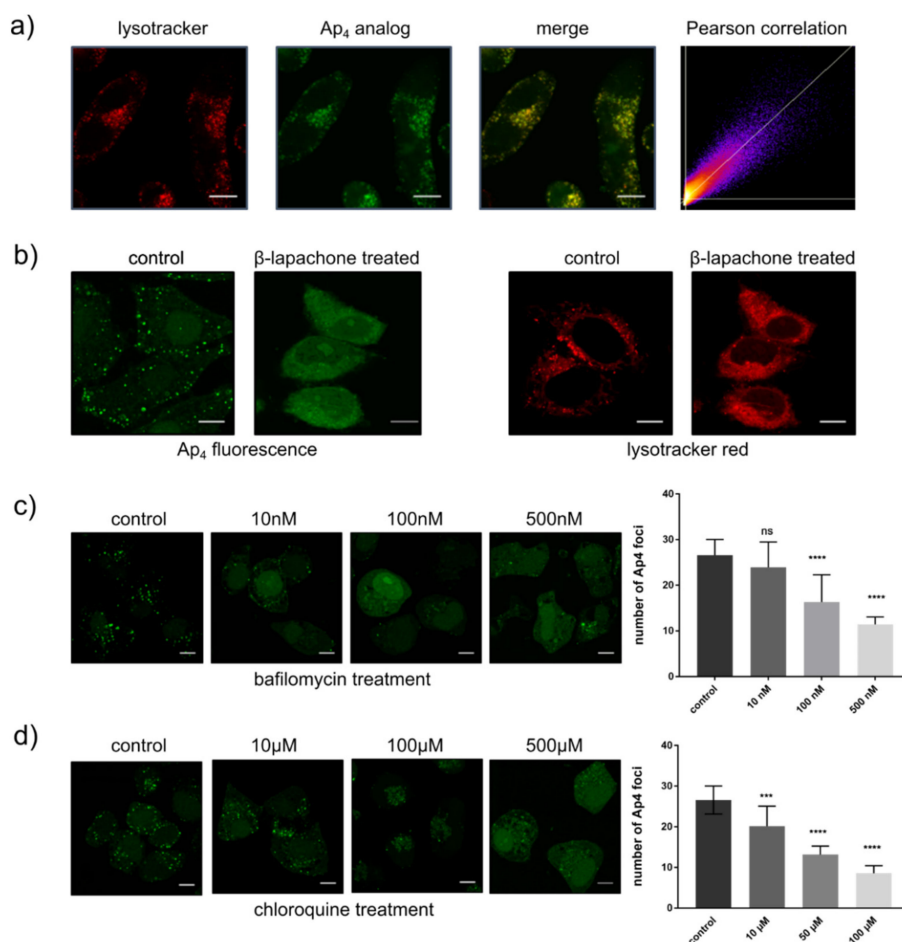 a)
lysotracker
Ap₄ analog
merge
Pearson correlation
b)
control
β-lapachone treated
control
β-lapachone treated
Ap₄ fluorescence
lysotracker red
c)
control
10nM
100nM
500nM
bafilomycin treatment
number of Ap4 foci
40
30
20
10
0
ns
****
****
control
10 nM
100 nM
500 nM
d)
control
10µM
100µM
500µM
chloroquine treatment
number of Ap4 foci
40
30
20
10
0
***
****
****
control
10 µM
50 µM
100 µM